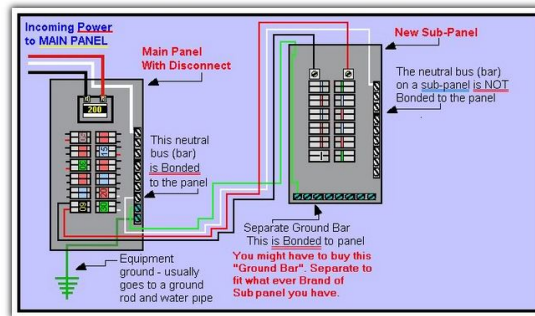 Incoming Power
to MAIN PANEL
Main Panel
With Disconnect
200
This neutral
bus (bar)
is Bonded
to the panel
Equipment
ground - usually
goes to a ground
rod and water pipe
New Sub-Panel
The neutral bus (bar)
on a sub-panel is NOT
Bonded to the panel
Separate Ground Bar
This is Bonded to panel
You might have to buy this
"Ground Bar". Separate to
fit what ever Brand of
Subpanel you have.